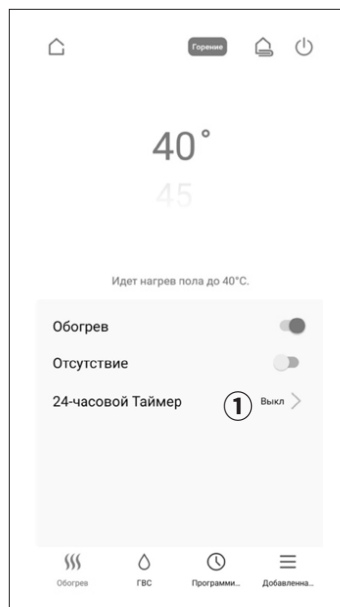 Горение
40°
45
Идет нагрев пола до 40°C.
Обогрев
Отсутствие
24-часовой Таймер ① Выкл >
Обогрев ГВС Программи... Добавленна...